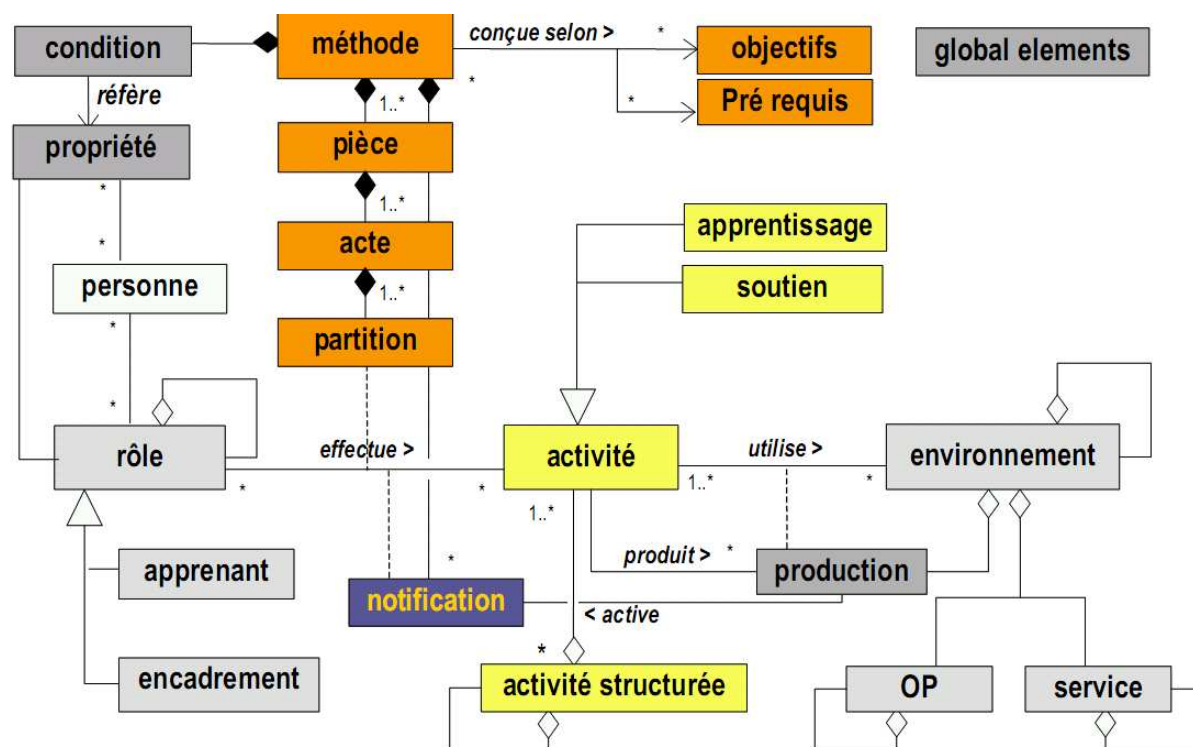 condition
méthode
conçue selon >
*
objectifs
global elements
réfère
1..*
*
*
Pré requis
propriété
pièce
*
1..*
apprentissage
acte
*
personne
1..*
soutien
*
partition
*
rôle
effectue >
activité
utilise >
environnement
*
*
1..*
*
1..*
apprenant
*
produit >
*
production
notification
< active
encadrement
*
activité structurée
OP
service